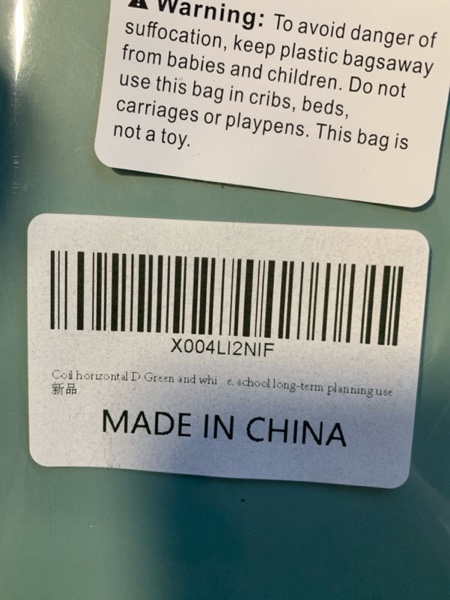 ⚠ Warning: To avoid danger of
suffocation, keep plastic bagsaway
from babies and children. Do not
use this bag in cribs, beds,
carriages or playpens. This bag is
not a toy.
X004LI2NIF
Coil horizontal D Green and whi...e, school long-term planning use
新品
MADE IN CHINA